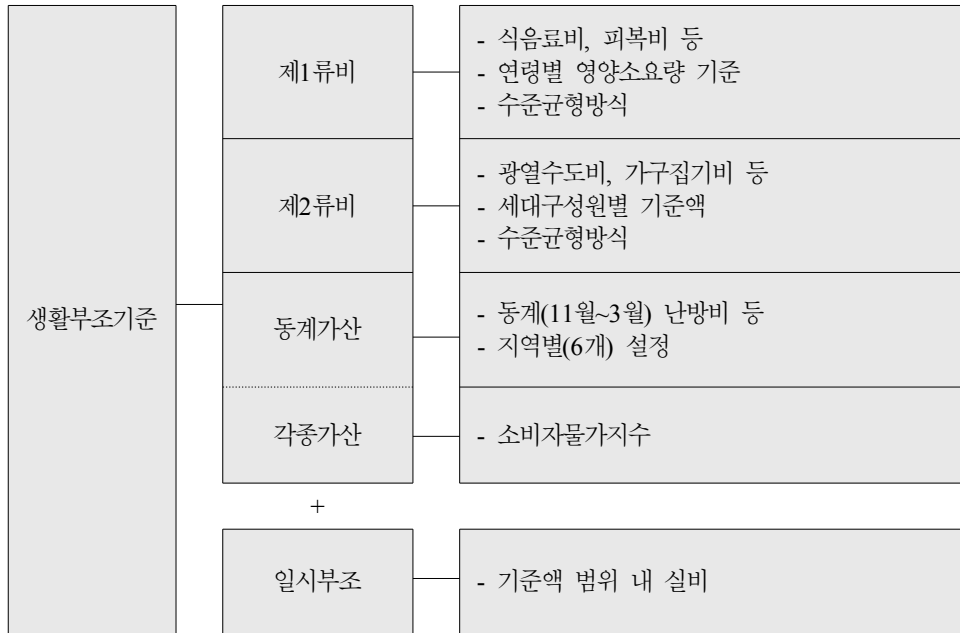 생활부조기준
제1류비
- 식음료비, 피복비 등
- 연령별 영양소요량 기준
- 수준균형방식
제2류비
- 광열수도비, 가구집기비 등
- 세대구성원별 기준액
- 수준균형방식
동계가산
- 동계(11월~3월) 난방비 등
- 지역별(6개) 설정
각종가산
- 소비자물가지수
+
일시부조
- 기준액 범위 내 실비